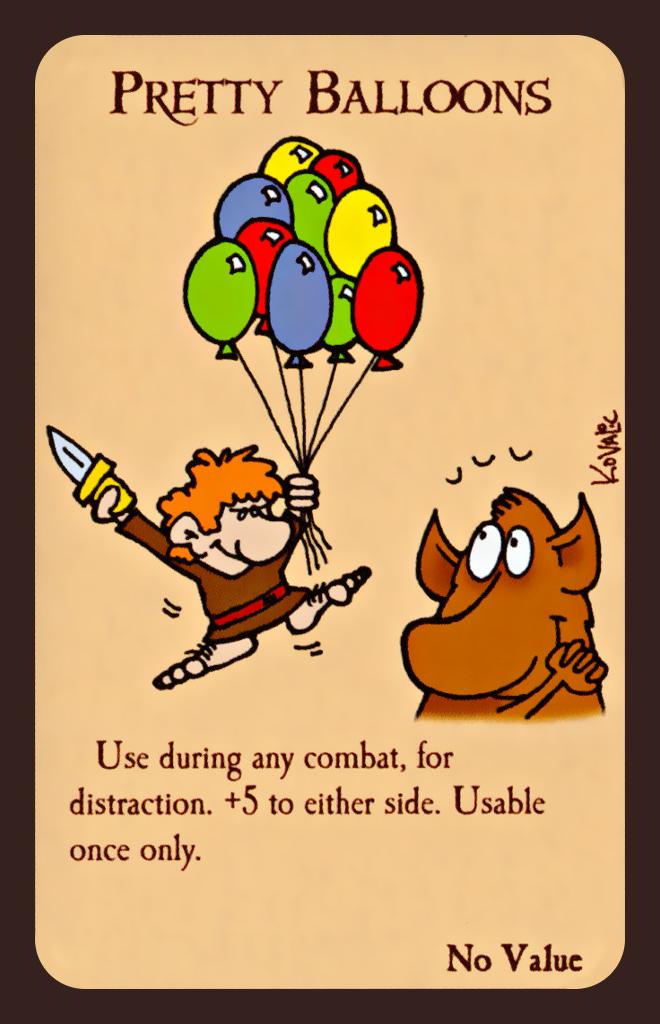 Pretty Balloons
Kovalic
Use during any combat, for
distraction. +5 to either side. Usable
once only.
No Value